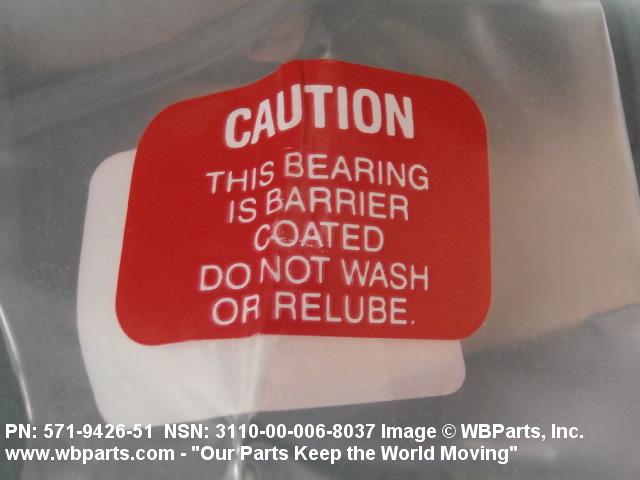 CAUTION
THIS BEARING
IS BARRIER
COATED
DO NOT WASH
OR RELUBE.
PN: 571-9426-51 NSN: 3110-00-006-8037 Image © WBParts, Inc.
www.wbparts.com - "Our Parts Keep the World Moving"